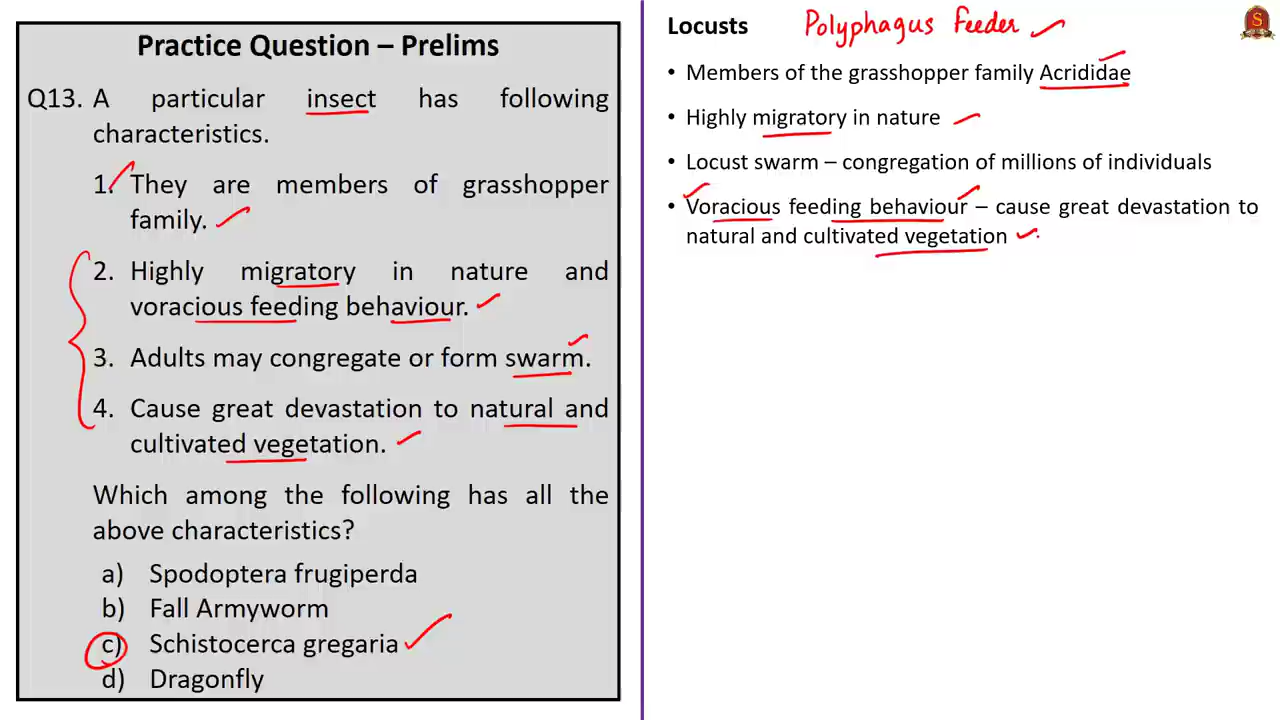 Practice Question – Prelims
Q13. A particular insect has following
characteristics.
1. They are members of grasshopper
family.
2. Highly migratory in nature and
voracious feeding behaviour.
3. Adults may congregate or form swarm.
4. Cause great devastation to natural and
cultivated vegetation.
Which among the following has all the
above characteristics?
a) Spodoptera frugiperda
b) Fall Armyworm
c) Schistocerca gregaria
d) Dragonfly
Locusts Polyphagus feeder
• Members of the grasshopper family Acrididae
• Highly migratory in nature
• Locust swarm – congregation of millions of individuals
• Voracious feeding behaviour – cause great devastation to
natural and cultivated vegetation
S